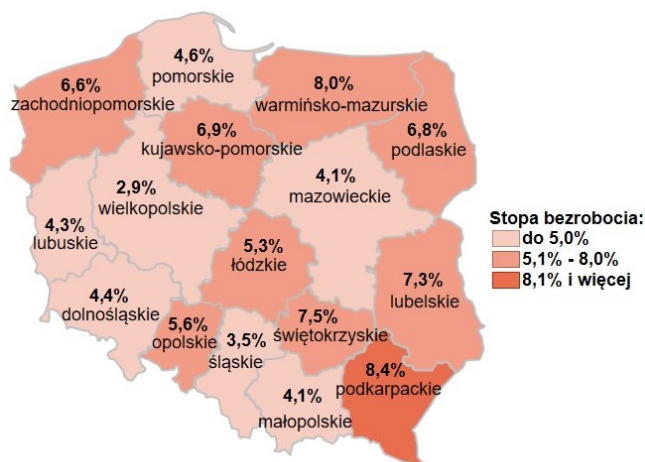 4,6%
pomorskie
6,6%
zachodniopomorskie
8,0%
warmińsko-mazurskie
6,9%
kujawsko-pomorskie
6,8%
podlaskie
2,9%
wielkopolskie
4,1%
mazowieckie
4,3%
lubuskie
5,3%
łódzkie
Stopa bezrobocia:
do 5,0%
5,1% - 8,0%
8,1% i więcej
7,3%
lubelskie
4,4%
dolnośląskie
5,6%
opolskie
3,5%
śląskie
7,5%
świętokrzyskie
4,1%
małopolskie
8,4%
podkarpackie